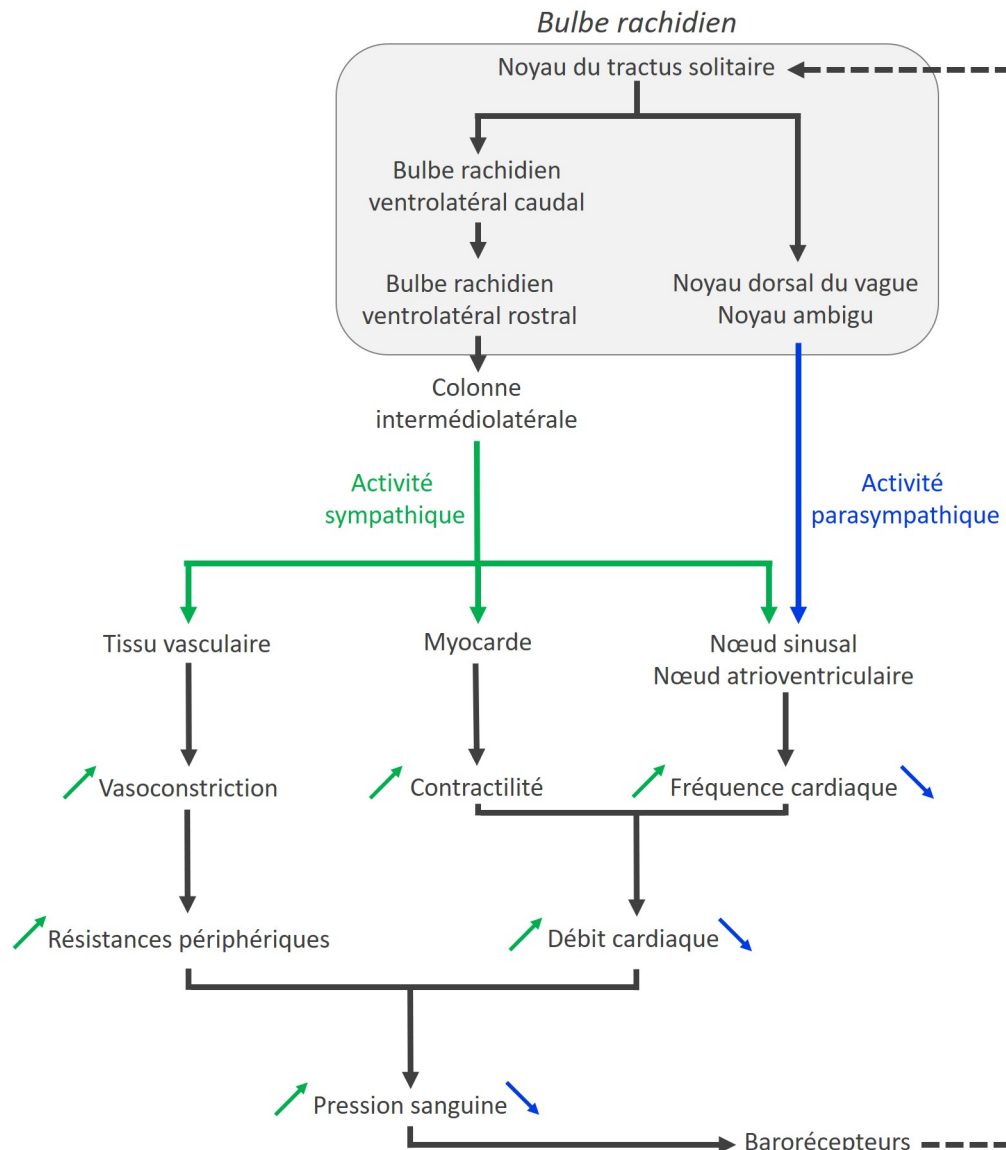 Bulbe rachidien
Noyau du tractus solitaire
Bulbe rachidien
ventrolatéral caudal
Bulbe rachidien
ventrolatéral rostral
Noyau dorsal du vague
Noyau ambigu
Colonne
intermédiolatérale
Activité
sympathique
Activité
parasympathique
Tissu vasculaire
Myocarde
Nœud sinusal
Nœud atrioventriculaire
Vasoconstriction
Contractilité
Fréquence cardiaque
Résistances périphériques
Débit cardiaque
Pression sanguine
Barorécepteurs